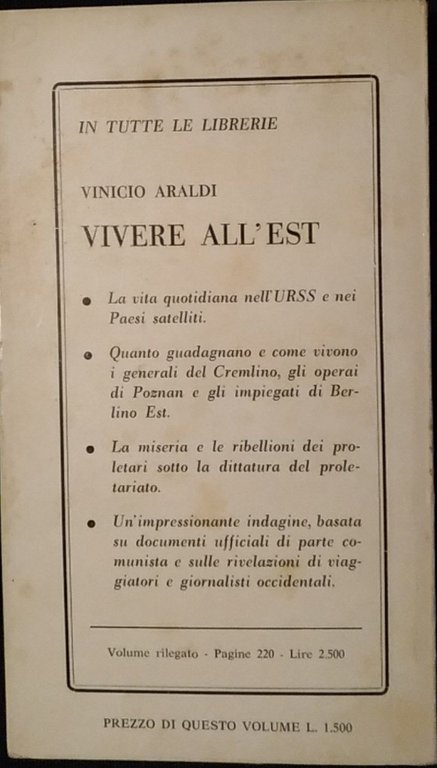 IN TUTTE LE LIBRERIE
VINICIO ARALDI
VIVERE ALL'EST
● La vita quotidiana nell'URSS e nei
Paesi satelliti.
● Quanto guadagnano e come vivono
i generali del Cremlino, gli operai
di Poznan e gli impiegati di Ber-
lino Est.
● La miseria e le ribellioni dei pro-
letari sotto la dittatura del prole-
tariato.
● Un'impressionante indagine, basata
su documenti ufficiali di parte co-
munista e sulle rivelazioni di viag-
giatori e giornalisti occidentali.
Volume rilegato - Pagine 220 - Lire 2.500
PREZZO DI QUESTO VOLUME L. 1.500